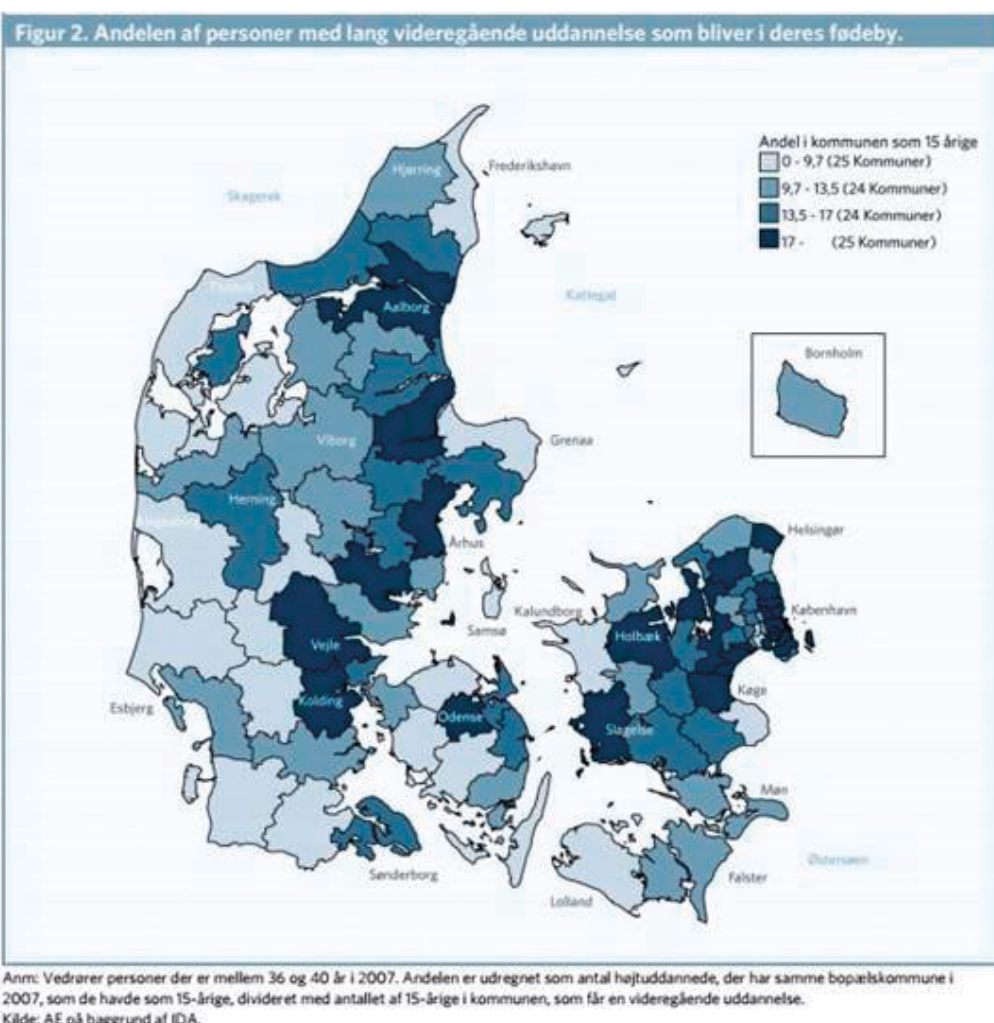 Figur 2. Andelen af personer med lang videregående uddannelse som bliver i deres fødeby.
Andel i kommunen som 15 årige
0 - 9,7 (25 Kommuner)
9,7 - 13,5 (24 Kommuner)
13,5 - 17 (24 Kommuner)
17 - (25 Kommuner)
Hjørring
Frederikshavn
Skagerek
Kattegat
Aalborg
Bornholm
Viborg
Grenaa
Herning
Århus
Helsingør
Samsø
Kalundborg
København
Holbæk
Vejle
Kolding
Esbjerg
Odense
Slagelse
Køge
Møn
Sønderborg
Østersøen
Falster
Lolland
Anm: Vedrører personer der er mellem 36 og 40 år i 2007. Andelen er udregnet som antal højtuddannede, der har samme bopælskommune i
2007, som de havde som 15-årige, divideret med antallet af 15-årige i kommunen, som får en videregående uddannelse.
Kilde: AE på baggrund af IDA.